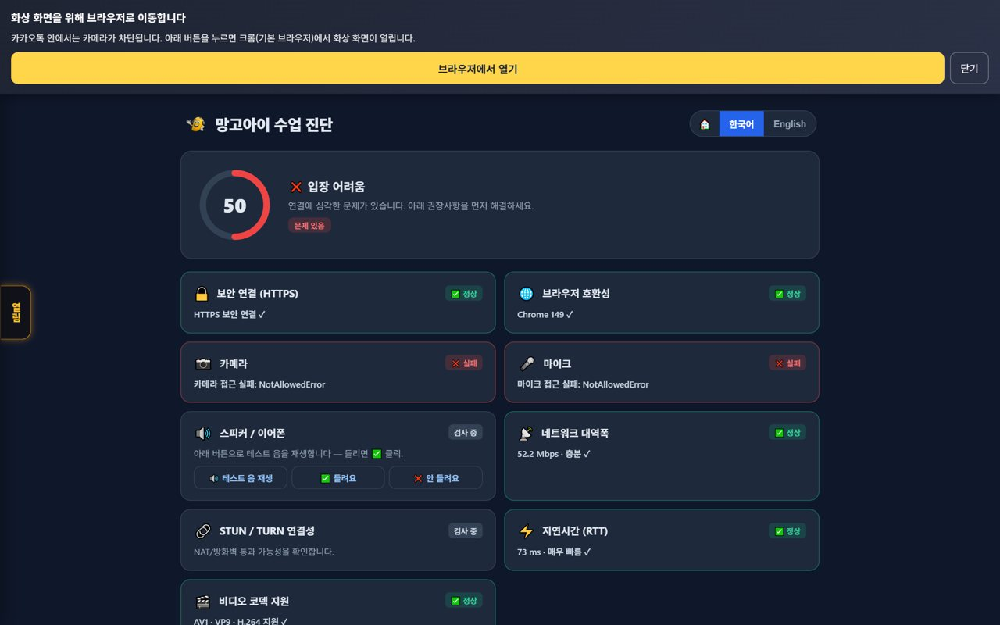 화상 화면을 위해 브라우저로 이동합니다
카카오톡 안에서는 카메라가 차단됩니다. 아래 버튼을 누르면 크롬(기본 브라우저)에서 화상 화면이 열립니다.
브라우저에서 열기
닫기
망고아이 수업 진단
한국어
English
50
❌ 입장 어려움
연결에 심각한 문제가 있습니다. 아래 권장사항을 먼저 해결하세요.
문제 있음
열림
보안 연결 (HTTPS)
✅ 정상
HTTPS 보안 연결 ✓
브라우저 호환성
✅ 정상
Chrome 149 ✓
카메라
❌ 실패
카메라 접근 실패: NotAllowedError
마이크
❌ 실패
마이크 접근 실패: NotAllowedError
스피커 / 이어폰
검사 중
아래 버튼으로 테스트 음을 재생합니다 — 들리면 ✅ 클릭.
🔊 테스트 음 재생
✅ 들려요
❌ 안 들려요
네트워크 대역폭
✅ 정상
52.2 Mbps · 충분 ✓
STUN / TURN 연결성
검사 중
NAT/방화벽 통과 가능성을 확인합니다.
지연시간 (RTT)
✅ 정상
73 ms · 매우 빠름 ✓
비디오 코덱 지원
✅ 정상
AV1 · VP9 · H.264 지원 ✓